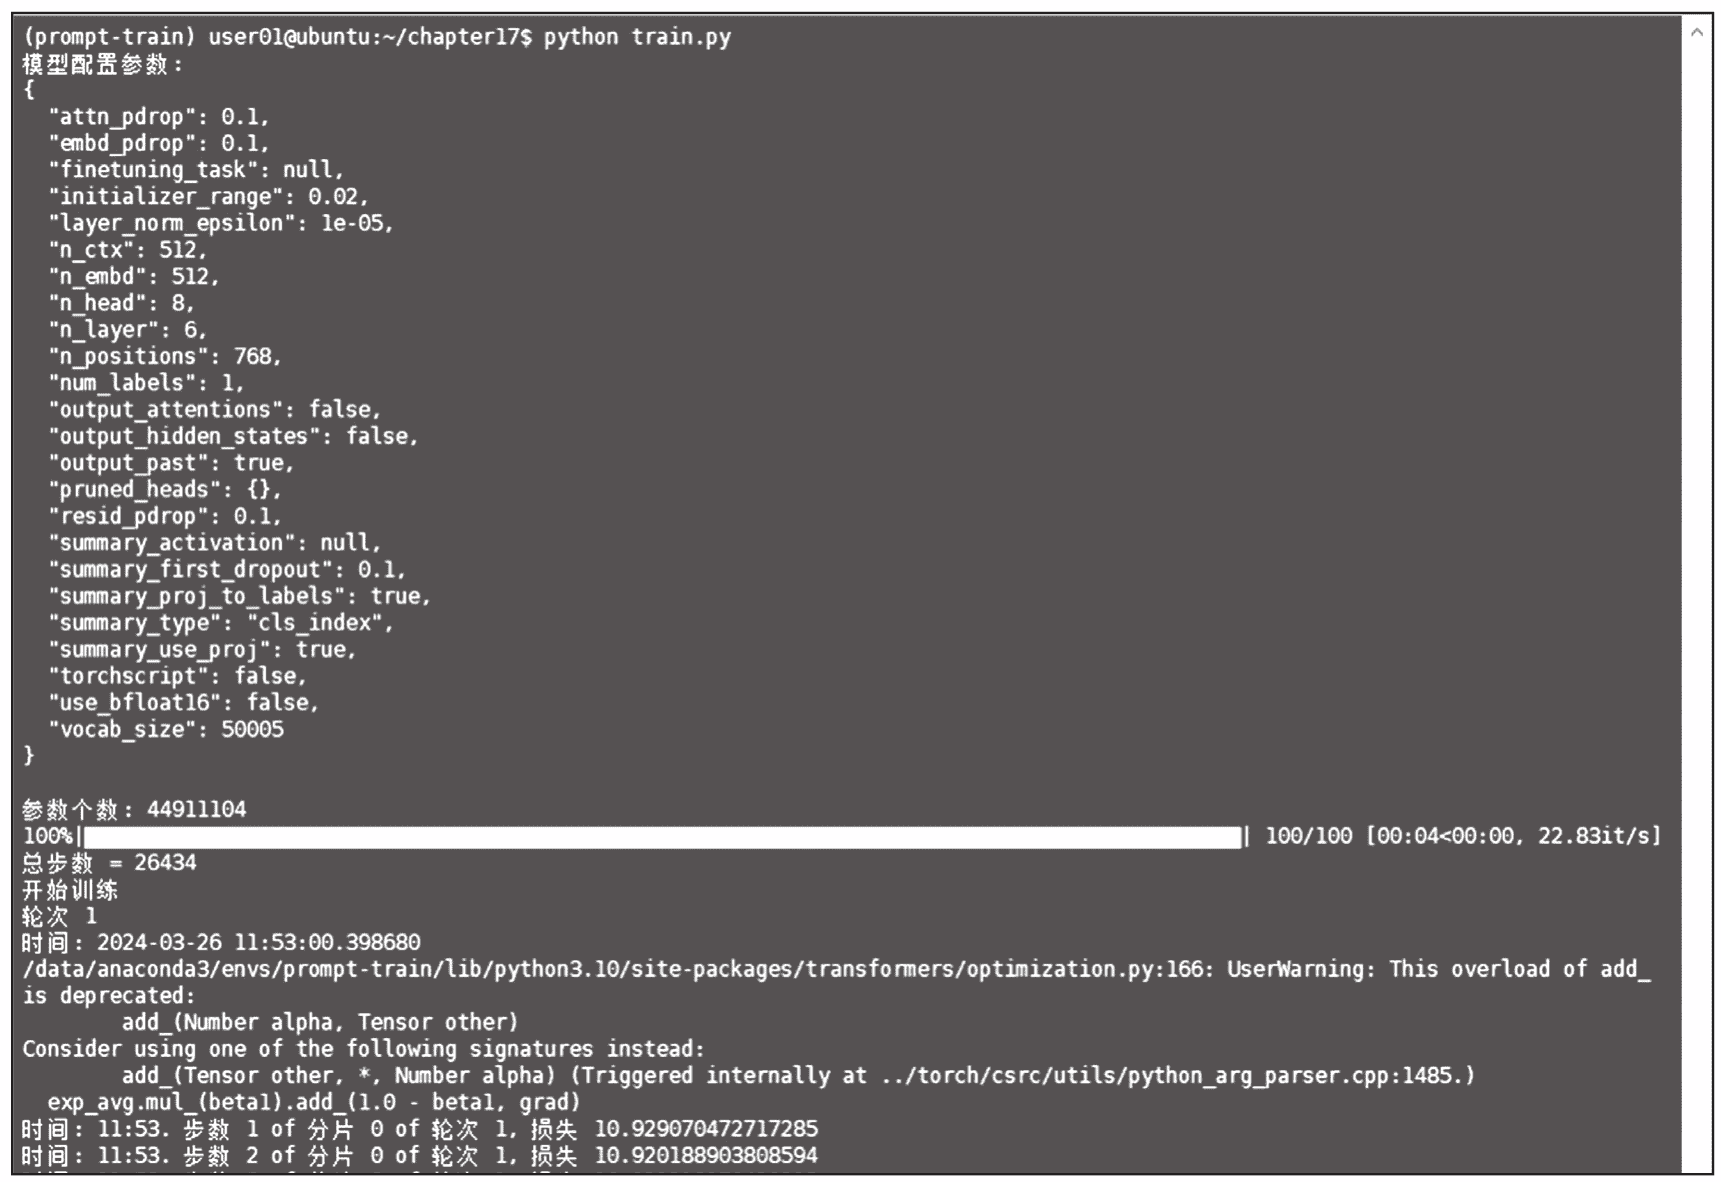 (prompt-train) user01@ubuntu:~/chapter17$ python train.py
模型配置参数:
{
  "attn_pdrop": 0.1,
  "embd_pdrop": 0.1,
  "finetuning_task": null,
  "initializer_range": 0.02,
  "layer_norm_epsilon": 1e-05,
  "n_ctx": 512,
  "n_embd": 512,
  "n_head": 8,
  "n_layer": 6,
  "n_positions": 768,
  "num_labels": 1,
  "output_attentions": false,
  "output_hidden_states": false,
  "output_past": true,
  "pruned_heads": {},
  "resid_pdrop": 0.1,
  "summary_activation": null,
  "summary_first_dropout": 0.1,
  "summary_proj_to_labels": true,
  "summary_type": "cls_index",
  "summary_use_proj": true,
  "torchscript": false,
  "use_bfloat16": false,
  "vocab_size": 50005
}
参数个数: 44911104
100%| | 100/100 [00:04<00:00, 22.83it/s]
总步数 = 26434
开始训练
轮次 1
时间: 2024-03-26 11:53:00.398680
/data/anaconda3/envs/prompt-train/lib/python3.10/site-packages/transformers/optimization.py:166: UserWarning: This overload of add_
is deprecated:
        add_(Number alpha, Tensor other)
Consider using one of the following signatures instead:
        add_(Tensor other, *, Number alpha) (Triggered internally at ../torch/csrc/utils/python_arg_parser.cpp:1485.)
  exp_avg.mul_(beta1).add_(1.0 - beta1, grad)
时间: 11:53. 步数 1 of 分片 0 of 轮次 1, 损失 10.929070472717285
时间: 11:53. 步数 2 of 分片 0 of 轮次 1, 损失 10.920188903808594